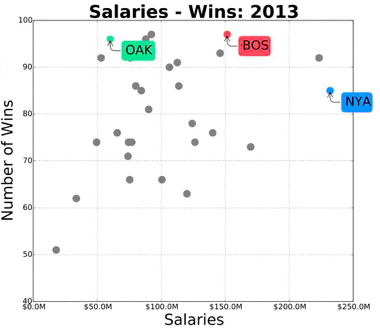 Salaries - Wins: 2013
100
90
80
70
60
50
40
Number of Wins
OAK
BOS
NYA
$0.0M $50.0M $100.0M $150.0M $200.0M $250.0M
Salaries